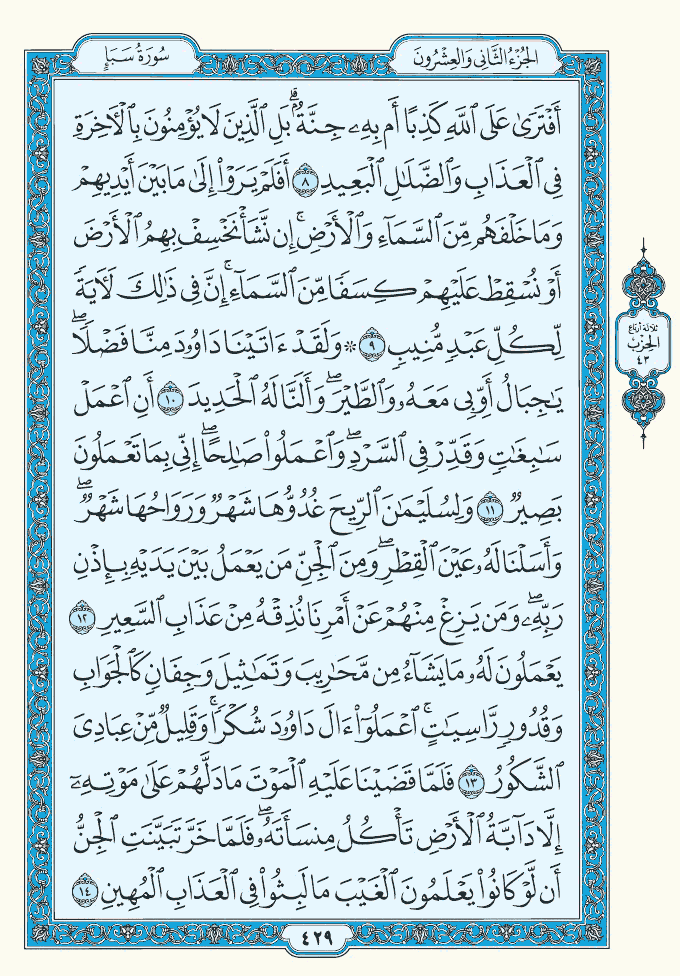 الجُزْءُ الثَّانِي وَالعِشْرُونَ
سُورَةُ سَبَإٍ
أَفْتَرَىٰ عَلَى ٱللَّهِ كَذِبًا أَم بِهِۦ جِنَّةٌۢ ۗ بَلِ ٱلَّذِينَ لَا يُؤْمِنُونَ بِٱلْأٓخِرَةِ
فِى ٱلْعَذَابِ وَٱلضَّلَٰلِ ٱلْبَعِيدِ ٨ أَفَلَمْ يَرَوْا۟ إِلَىٰ مَا بَيْنَ أَيْدِيهِمْ
وَمَا خَلْفَهُم مِّنَ ٱلسَّمَآءِ وَٱلْأَرْضِ ۚ إِن نَّشَأْ نَخْسِفْ بِهِمُ ٱلْأَرْضَ
أَوْ نُسْقِطْ عَلَيْهِمْ كِسَفًا مِّنَ ٱلسَّمَآءِ ۚ إِنَّ فِى ذَٰلِكَ لَأٓيَةً
لِّكُلِّ عَبْدٍ مُّنِيبٍ ٩ ۞ وَلَقَدْ ءَاتَيْنَا دَاوُۥدَ مِنَّا فَضْلًا ۖ
يَٰجِبَالُ أَوِّبِى مَعَهُۥ وَٱلطَّيْرَ ۖ وَأَلَنَّا لَهُ ٱلْحَدِيدَ ١٠ أَنِ ٱعْمَلْ
سَٰبِغَٰتٍ وَقَدِّرْ فِى ٱلسَّرْدِ ۖ وَٱعْمَلُوا۟ صَٰلِحًا ۖ إِنِّى بِمَا تَعْمَلُونَ
بَصِيرٌ ١١ وَلِسُلَيْمَٰنَ ٱلرِّيحَ غُدُوُّهَا شَهْرٌ وَرَوَاحُهَا شَهْرٌ ۖ
وَأَسَلْنَا لَهُۥ عَيْنَ ٱلْقِطْرِ ۖ وَمِنَ ٱلْجِنِّ مَن يَعْمَلُ بَيْنَ يَدَيْهِ بِإِذْنِ
رَبِّهِۦ ۖ وَمَن يَزِغْ مِنْهُمْ عَنْ أَمْرِنَا نُذِقْهُ مِنْ عَذَابِ ٱلسَّعِيرِ ١٢
يَعْمَلُونَ لَهُۥ مَا يَشَآءُ مِن مَّحَٰرِيبَ وَتَمَٰثِيلَ وَجِفَانٍ كَٱلْجَوَابِ
وَقُدُورٍ رَّاسِيَٰتٍ ۚ ٱعْمَلُوٓا۟ ءَالَ دَاوُۥدَ شُكْرًا ۚ وَقَلِيلٌ مِّنْ عِبَادِىَ
ٱلشَّكُورُ ١٣ فَلَمَّا قَضَيْنَا عَلَيْهِ ٱلْمَوْتَ مَا دَلَّهُمْ عَلَىٰ مَوْتِهِۦٓ
إِلَّا دَآبَّةُ ٱلْأَرْضِ تَأْكُلُ مِنسَأَتَهُۥ ۖ فَلَمَّا خَرَّ تَبَيَّنَتِ ٱلْجِنُّ
أَن لَّوْ كَانُوا۟ يَعْلَمُونَ ٱلْغَيْبَ مَا لَبِثُوا۟ فِى ٱلْعَذَابِ ٱلْمُهِينِ ١٤
ثلاثة أرباع
الحزب
٤٣
٤٢٩